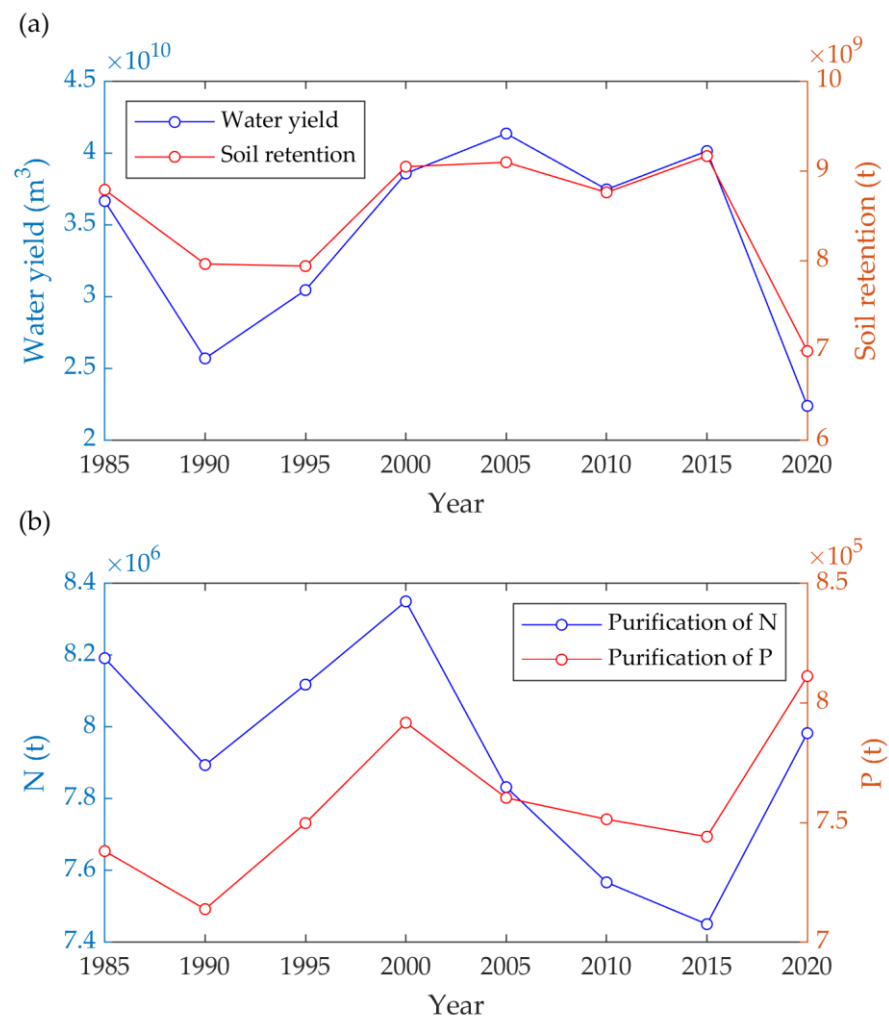 (a)
×10^10
×10^9
4.5
4
3.5
3
2.5
2
Water yield (m^3)
Water yield
Soil retention
10
9
8
7
6
Soil retention (t)
1985 1990 1995 2000 2005 2010 2015 2020
Year
(b)
×10^6
×10^5
8.4
8.2
8
7.8
7.6
7.4
N (t)
Purification of N
Purification of P
8.5
8
7.5
7
P (t)
1985 1990 1995 2000 2005 2010 2015 2020
Year